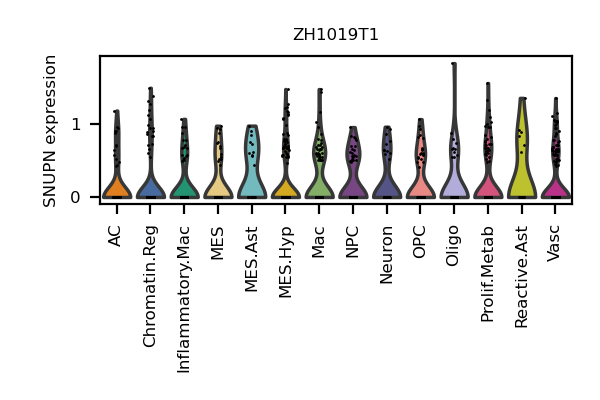 ZH1019T1
SNUPN expression
1
0
AC
Chromatin.Reg
Inflammatory.Mac
MES
MES.Ast
MES.Hyp
Mac
NPC
Neuron
OPC
Oligo
Prolif.Metab
Reactive.Ast
Vasc